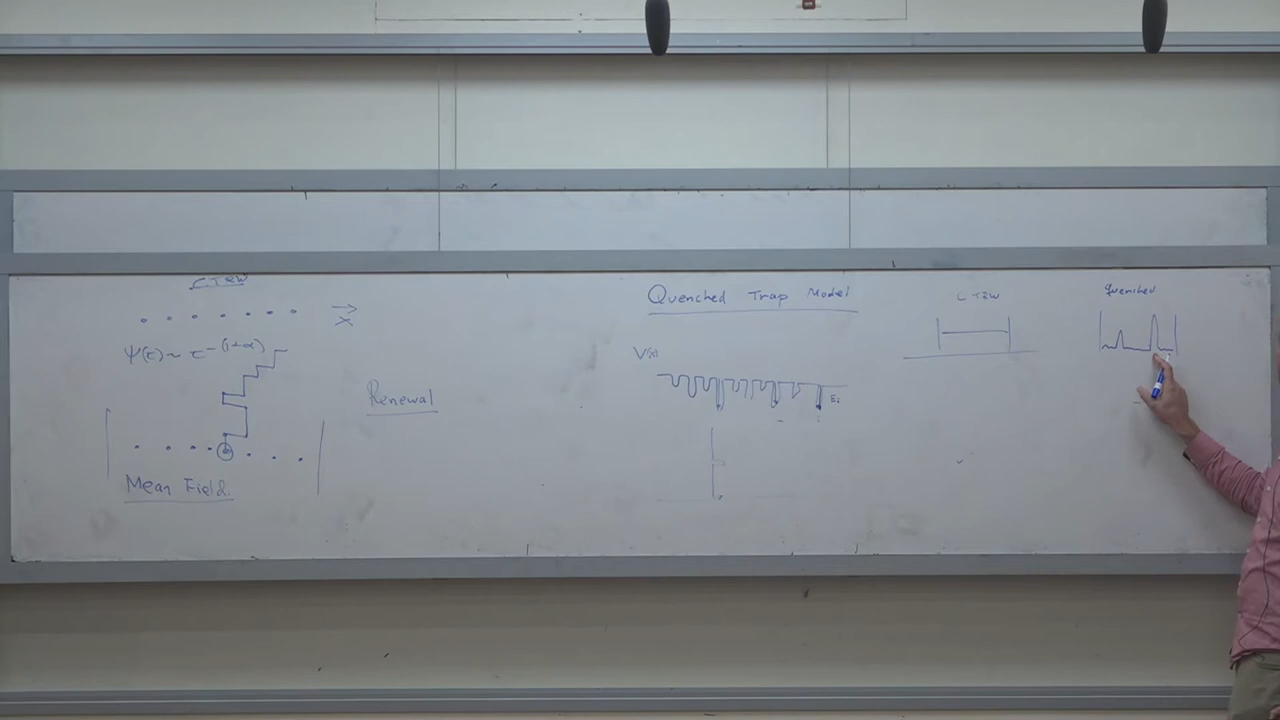 CTRW
→
x
ψ(τ) ~ τ^-(1+α)
Renewal
Mean Field.
Quenched Trap Model
V(x)
E_i
CTRW
Quenched